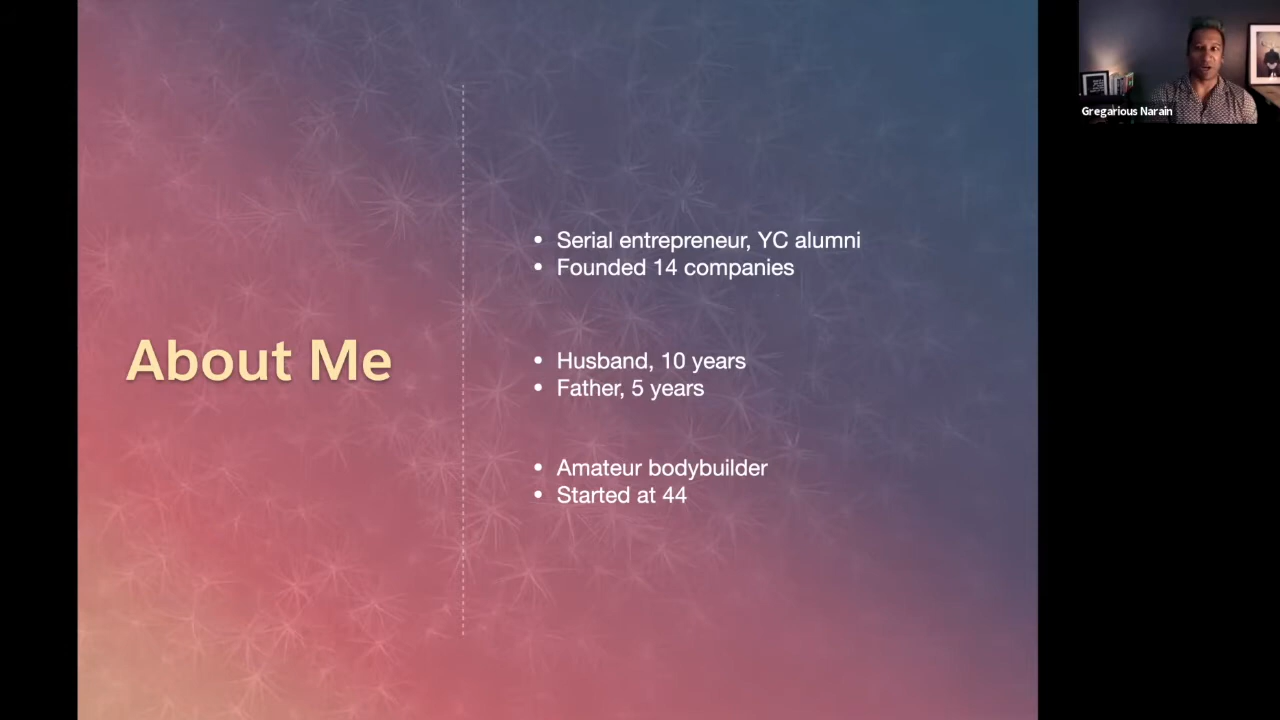 About Me
• Serial entrepreneur, YC alumni
• Founded 14 companies
• Husband, 10 years
• Father, 5 years
• Amateur bodybuilder
• Started at 44
Gregarious Narain